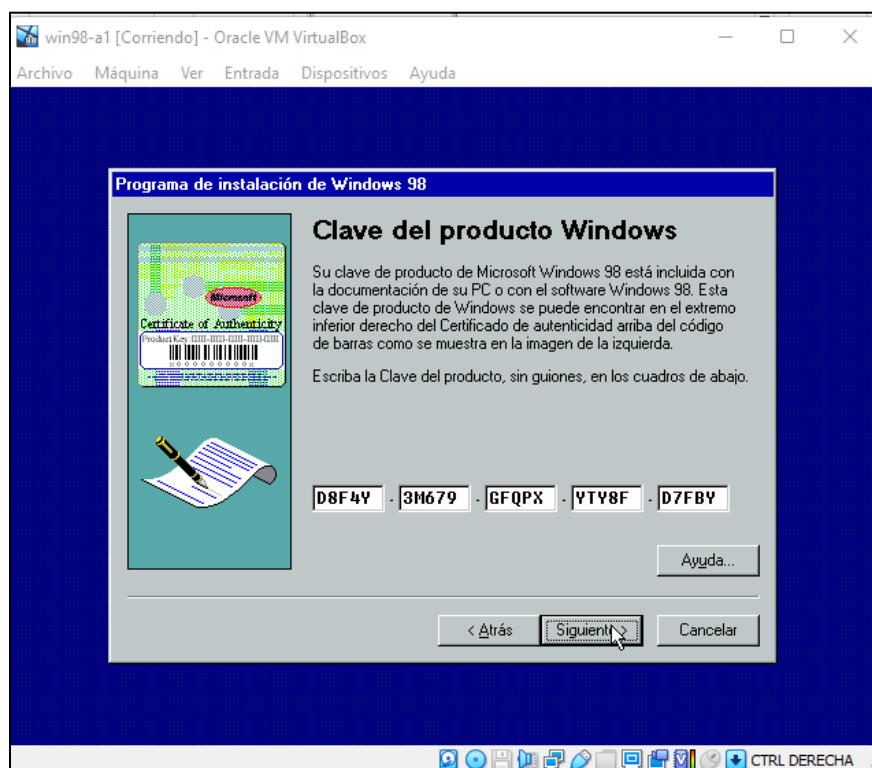 win98-a1 [Corriendo] - Oracle VM VirtualBox
Archivo Máquina Ver Entrada Dispositivos Ayuda
Programa de instalación de Windows 98
Clave del producto Windows
Su clave de producto de Microsoft Windows 98 está incluida con
la documentación de su PC o con el software Windows 98. Esta
clave de producto de Windows se puede encontrar en el extremo
inferior derecho del Certificado de autenticidad arriba del código
de barras como se muestra en la imagen de la izquierda.
Microsoft
Certificate of Authenticity
Product Key:
Escriba la Clave del producto, sin guiones, en los cuadros de abajo.
D8F4Y - 3M679 - GFQPX - YTY8F - D7FBY
Ayuda...
< Atrás Siguiente > Cancelar
CTRL DERECHA